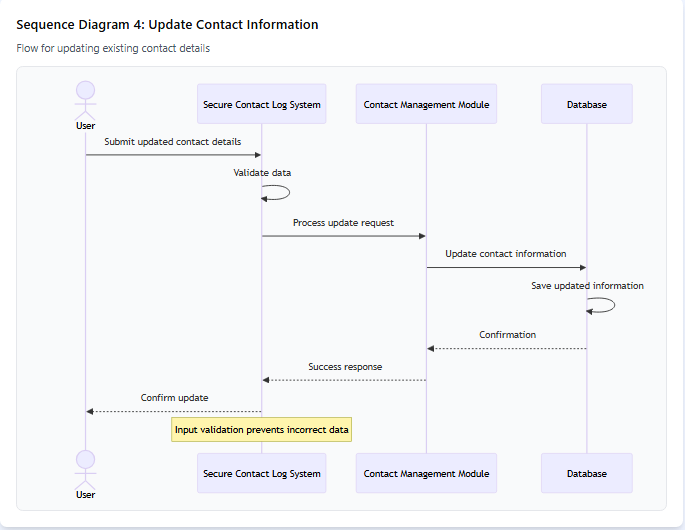 Sequence Diagram 4: Update Contact Information
Flow for updating existing contact details
User
Secure Contact Log System
Contact Management Module
Database
Submit updated contact details
Validate data
Process update request
Update contact information
Save updated information
Confirmation
Success response
Confirm update
Input validation prevents incorrect data
User
Secure Contact Log System
Contact Management Module
Database